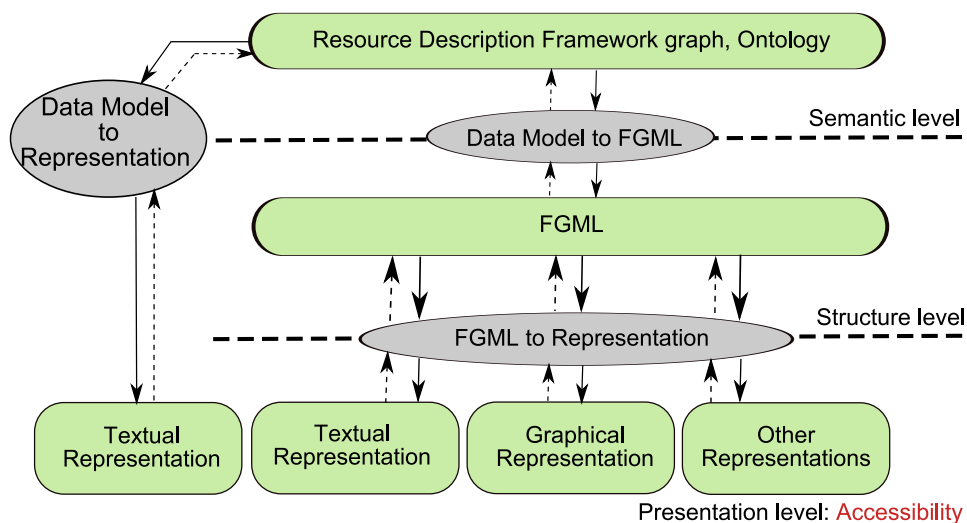 Resource Description Framework graph, Ontology
Data Model
to
Representation
Semantic level
Data Model to FGML
FGML
Structure level
FGML to Representation
Textual
Representation
Textual
Representation
Graphical
Representation
Other
Representations
Presentation level: Accessibility